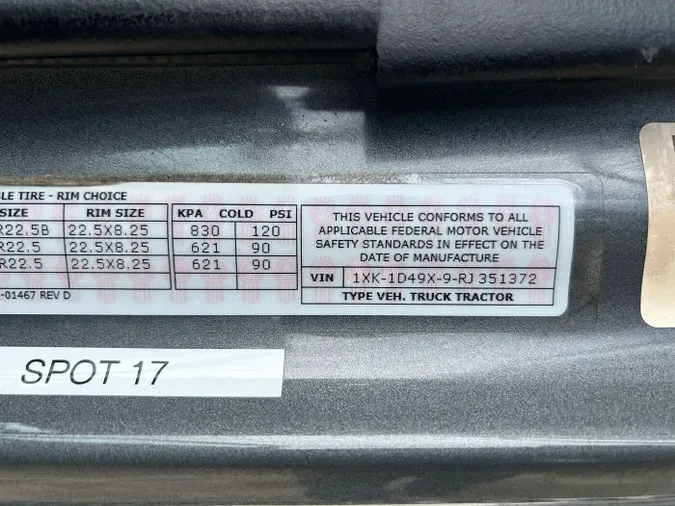 LE TIRE - RIM CHOICE
SIZE RIM SIZE KPA COLD PSI
R22.5B 22.5X8.25 830 120
R22.5 22.5X8.25 621 90
R22.5 22.5X8.25 621 90
-01467 REV D
THIS VEHICLE CONFORMS TO ALL
APPLICABLE FEDERAL MOTOR VEHICLE
SAFETY STANDARDS IN EFFECT ON THE
DATE OF MANUFACTURE
VIN 1XK-1D49X-9-RJ 351372
TYPE VEH. TRUCK TRACTOR
SPOT 17